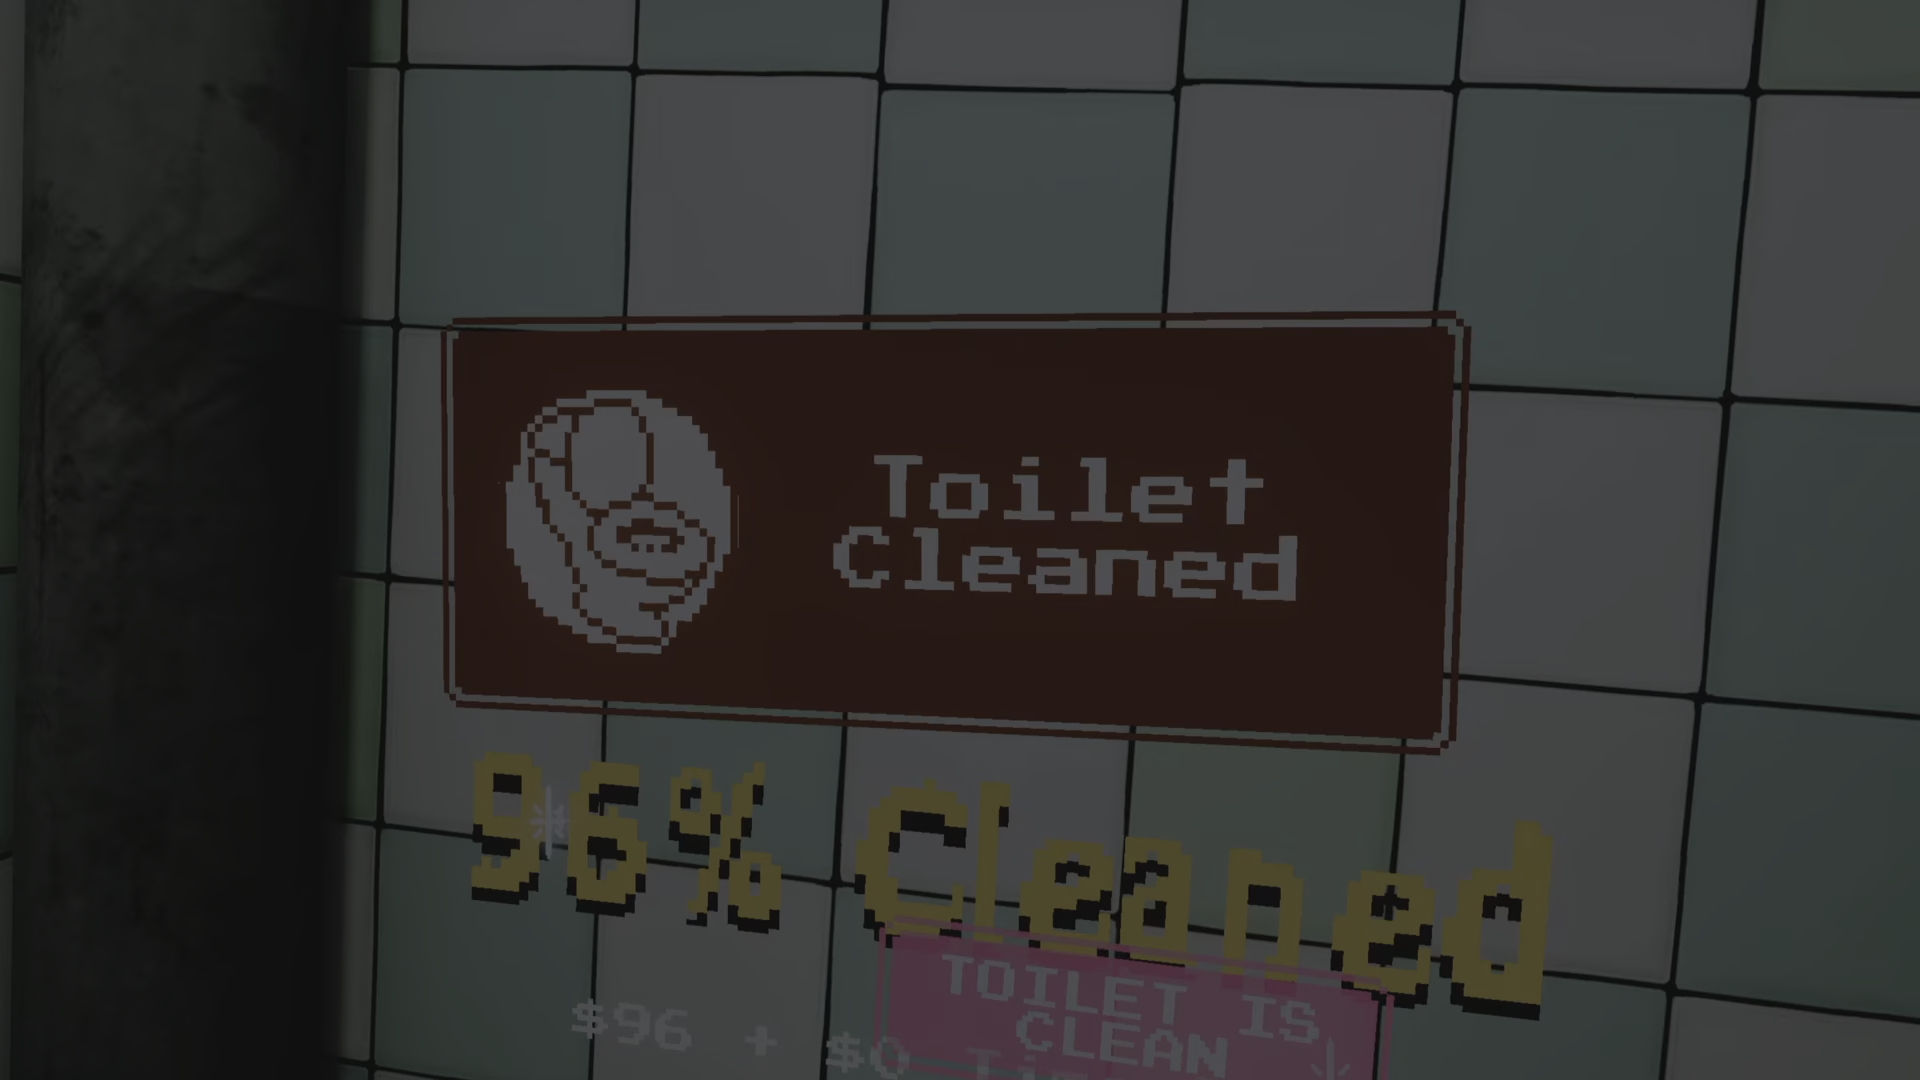 Toilet
Cleaned
96% Cleaned
TOILET IS
CLEAN
$96 + $0